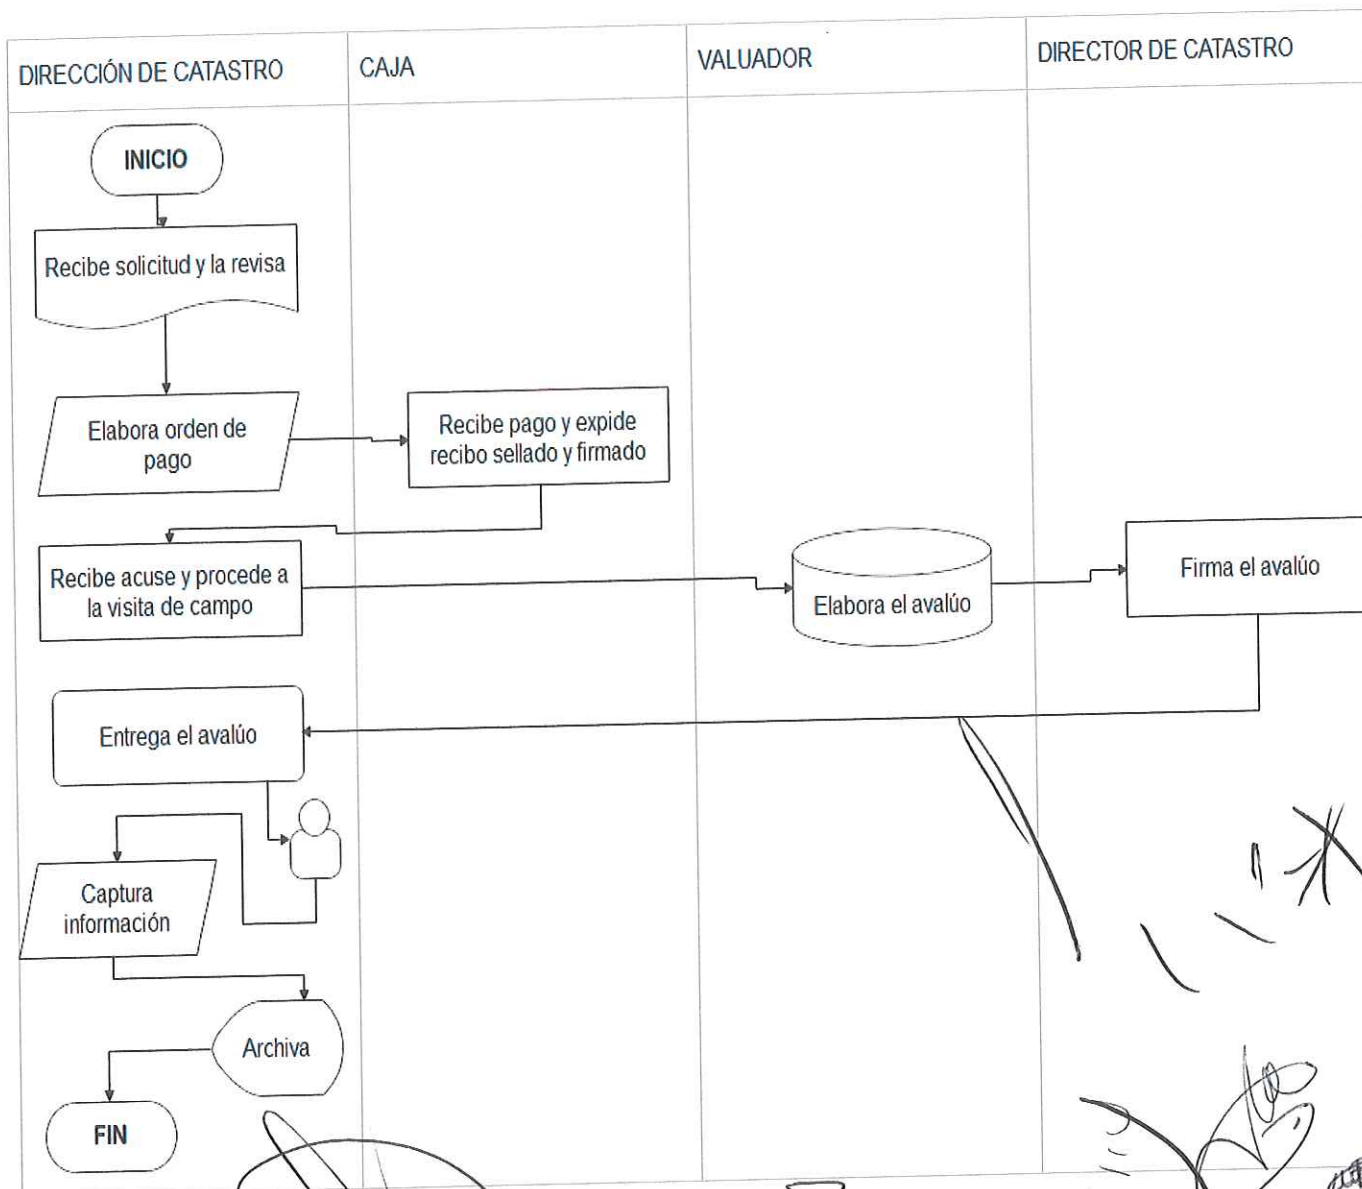 DIRECCIÓN DE CATASTRO
CAJA
VALUADOR
DIRECTOR DE CATASTRO
INICIO
Recibe solicitud y la revisa
Elabora orden de
pago
Recibe pago y expide
recibo sellado y firmado
Recibe acuse y procede a
la visita de campo
Elabora el avalúo
Firma el avalúo
Entrega el avalúo
Captura
información
Archiva
FIN